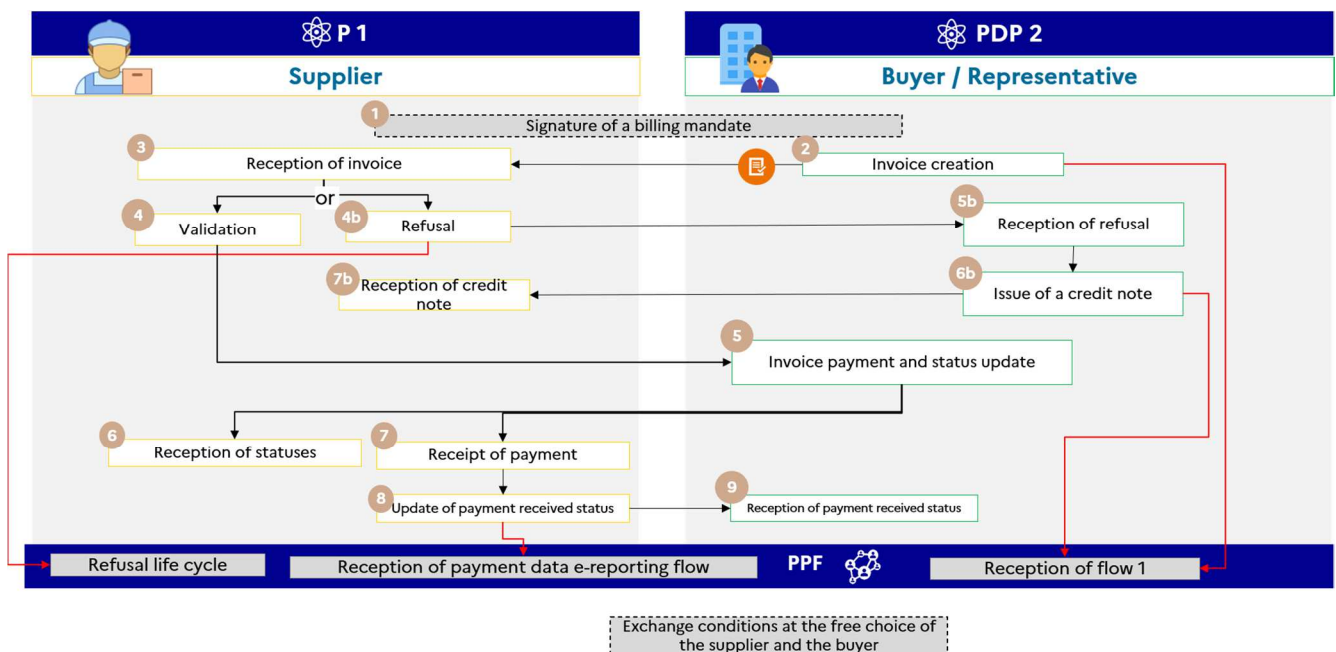 P 1
PDP 2
Supplier
Buyer / Representative
1
Signature of a billing mandate
3
Reception of invoice
2
Invoice creation
or
4
Validation
4b
Refusal
5b
Reception of refusal
7b
Reception of credit
note
6b
Issue of a credit note
5
Invoice payment and status update
6
Reception of statuses
7
Receipt of payment
8
Update of payment received status
9
Reception of payment received status
Refusal life cycle
Reception of payment data e-reporting flow
PPF
Reception of flow 1
Exchange conditions at the free choice of
the supplier and the buyer